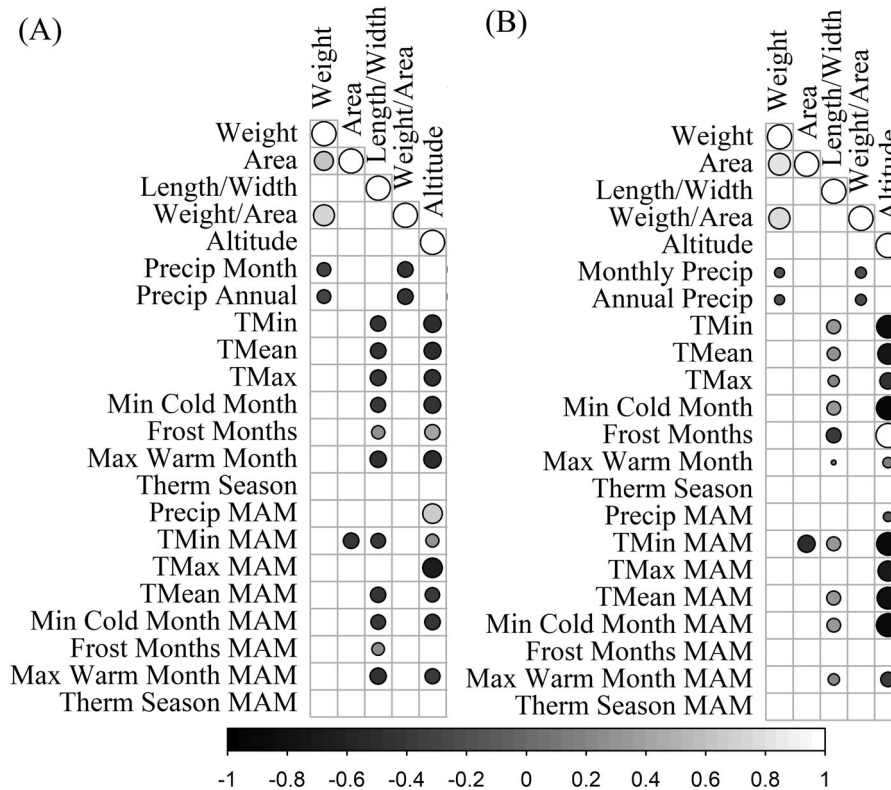 (A)
Weight
Area
Length/Width
Weight/Area
Altitude
Weight
Area
Length/Width
Weight/Area
Altitude
Precip Month
Precip Annual
TMin
TMean
TMax
Min Cold Month
Frost Months
Max Warm Month
Therm Season
Precip MAM
TMin MAM
TMax MAM
TMean MAM
Min Cold Month MAM
Frost Months MAM
Max Warm Month MAM
Therm Season MAM
(B)
Weight
Area
Length/Width
Weight/Area
Altitude
Weight
Area
Length/Width
Weigth/Area
Altitude
Monthly Precip
Annual Precip
TMin
TMean
TMax
Min Cold Month
Frost Months
Max Warm Month
Therm Season
Precip MAM
TMin MAM
TMax MAM
TMean MAM
Min Cold Month MAM
Frost Months MAM
Max Warm Month MAM
Therm Season MAM
-1 -0.8 -0.6 -0.4 -0.2 0 0.2 0.4 0.6 0.8 1